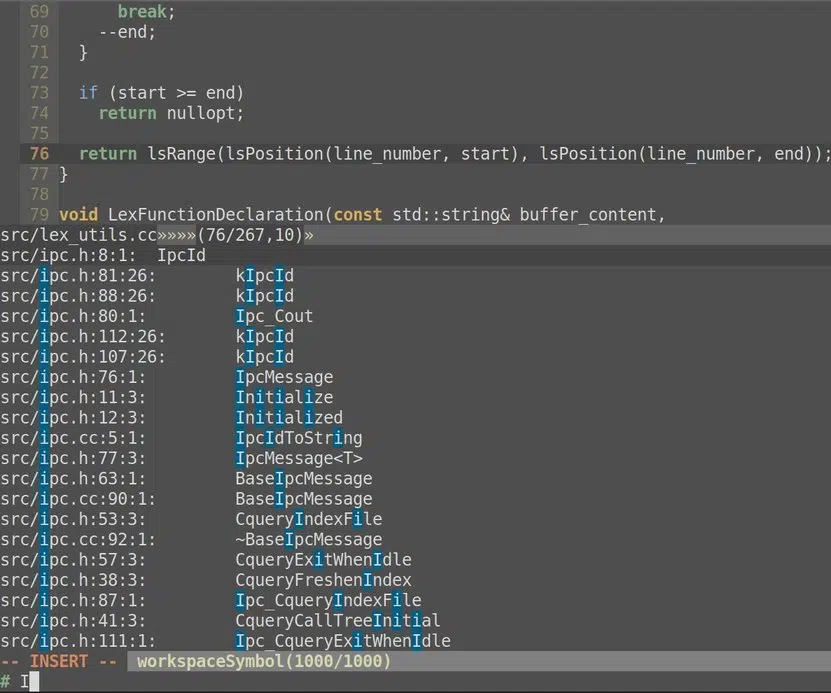 69       break;
70     --end;
71   }
72
73   if (start >= end)
74     return nullopt;
75
76   return lsRange(lsPosition(line_number, start), lsPosition(line_number, end));
77 }
78
79 void LexFunctionDeclaration(const std::string& buffer_content,
src/lex_utils.cc»»»»(76/267,10)»
src/ipc.h:8:1:  IpcId
src/ipc.h:81:26:        kIpcId
src/ipc.h:88:26:        kIpcId
src/ipc.h:80:1:         Ipc_Cout
src/ipc.h:112:26:       kIpcId
src/ipc.h:107:26:       kIpcId
src/ipc.h:76:1:         IpcMessage
src/ipc.h:11:3:         Initialize
src/ipc.h:12:3:         Initialized
src/ipc.cc:5:1:         IpcIdToString
src/ipc.h:77:3:         IpcMessage<T>
src/ipc.h:63:1:         BaseIpcMessage
src/ipc.cc:90:1:        BaseIpcMessage
src/ipc.h:53:3:         CqueryIndexFile
src/ipc.cc:92:1:        ~BaseIpcMessage
src/ipc.h:57:3:         CqueryExitWhenIdle
src/ipc.h:38:3:         CqueryFreshenIndex
src/ipc.h:87:1:         Ipc_CqueryIndexFile
src/ipc.h:41:3:         CqueryCallTreeInitial
src/ipc.h:111:1:        Ipc_CqueryExitWhenIdle
-- INSERT --  workspaceSymbol(1000/1000)
# I